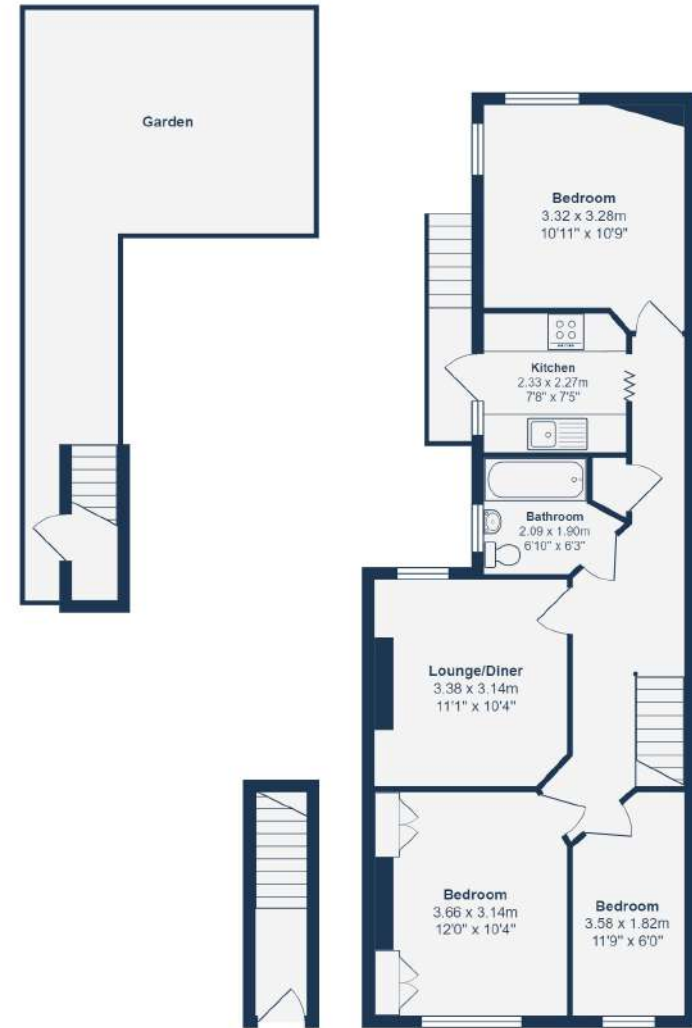 Garden
Bedroom
3.32 x 3.28m
10'11" x 10'9"
Kitchen
2.33 x 2.27m
7'8" x 7'5"
Bathroom
2.09 x 1.90m
6'10" x 6'3"
Lounge/Diner
3.38 x 3.14m
11'1" x 10'4"
Bedroom
3.66 x 3.14m
12'0" x 10'4"
Bedroom
3.58 x 1.82m
11'9" x 6'0"